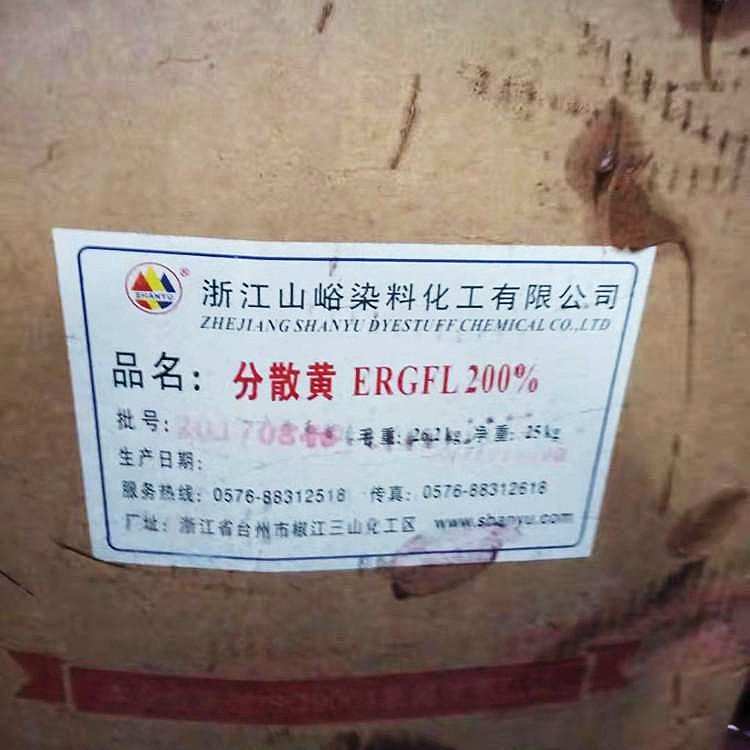 SHANYU ®
浙江山峪染料化工有限公司
ZHEJIANG SHANYU DYESTUFF CHEMICAL CO.,LTD
品名：分散黄 ERGFL 200%
批号： 毛重：26.2kg 净重：25kg
生产日期：
服务热线：0576-88312518 传真：0576-88312618
厂址：浙江省台州市椒江三山化工区 www.shanyu.com